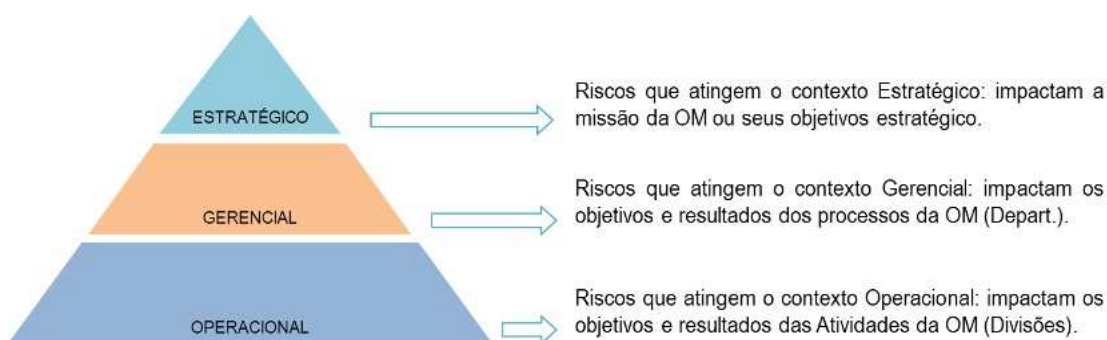 ESTRATÉGICO
Riscos que atingem o contexto Estratégico: impactam a
missão da OM ou seus objetivos estratégico.
GERENCIAL
Riscos que atingem o contexto Gerencial: impactam os
objetivos e resultados dos processos da OM (Depart.).
OPERACIONAL
Riscos que atingem o contexto Operacional: impactam os
objetivos e resultados das Atividades da OM (Divisões).